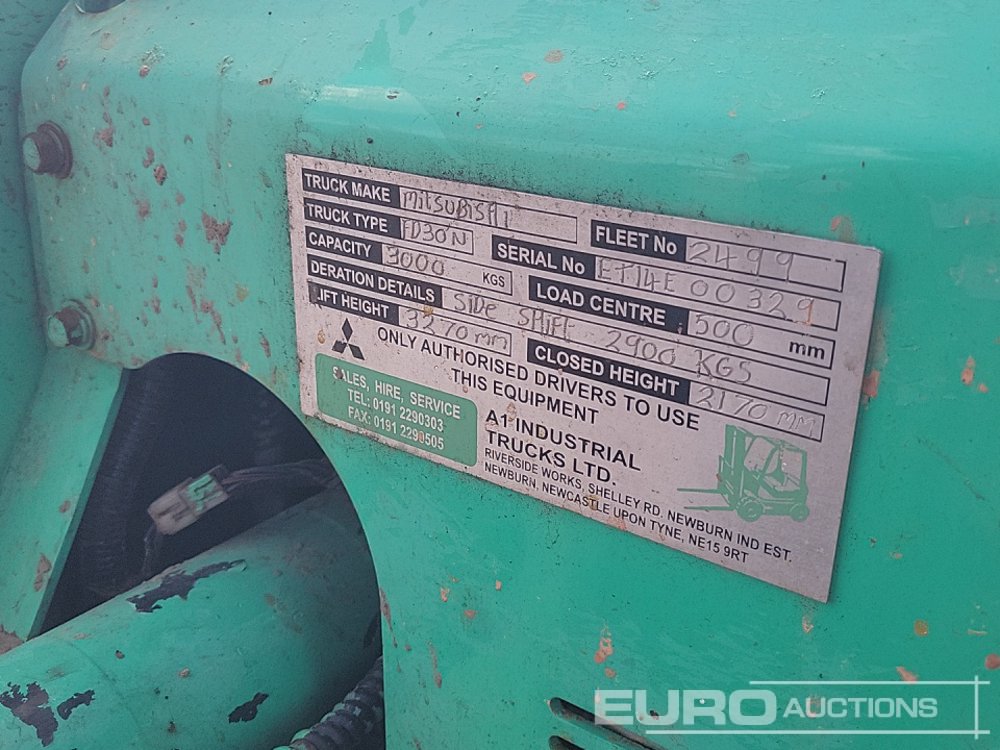 TRUCK MAKE MitSuBiSHI
FLEET No 2499
TRUCK TYPE FD30N
SERIAL No EF14E 00329
CAPACITY 3000 KGS
LOAD CENTRE 500 mm
DERATION DETAILS SiDe SHiFt 2900 KGS
LIFT HEIGHT 3270 mm
CLOSED HEIGHT 2170 MM
ONLY AUTHORISED DRIVERS TO USE
THIS EQUIPMENT
SALES, HIRE, SERVICE
TEL: 0191 2290303
FAX: 0191 2290505
A1 INDUSTRIAL
TRUCKS LTD.
RIVERSIDE WORKS, SHELLEY RD. NEWBURN IND EST.
NEWBURN, NEWCASTLE UPON TYNE, NE15 9RT
EURO AUCTIONS